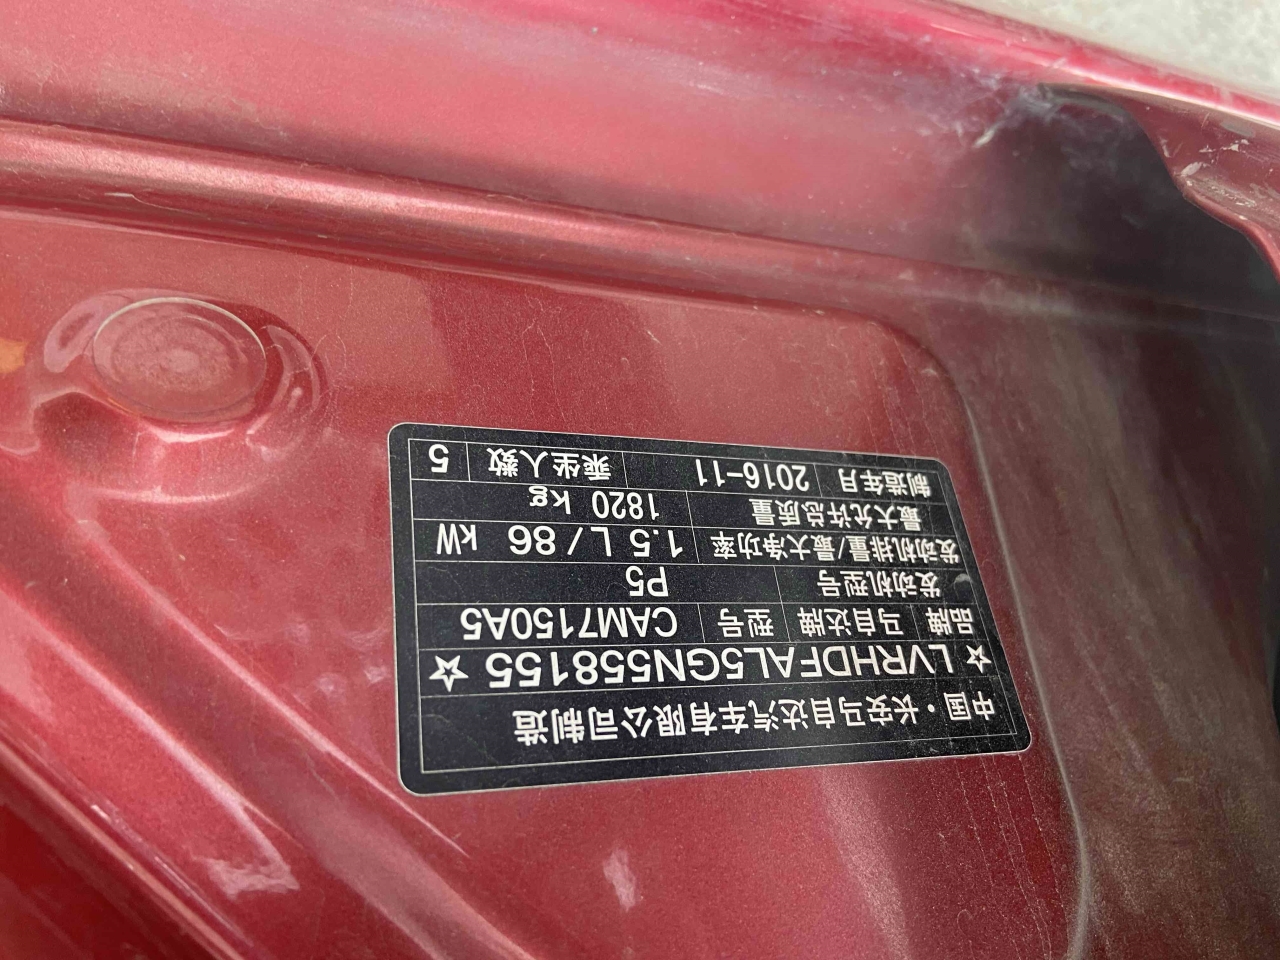 中国·长安马自达汽车有限公司制造
☆ LVRHDFAL5GN558155 ☆
品牌 马自达牌 型号 CAM7150A5
发动机型号 P5
发动机排量/最大净功率 1.5 L / 86 kW
最大允许总质量 1820 kg
制造年月 2016-11 乘坐人数 5